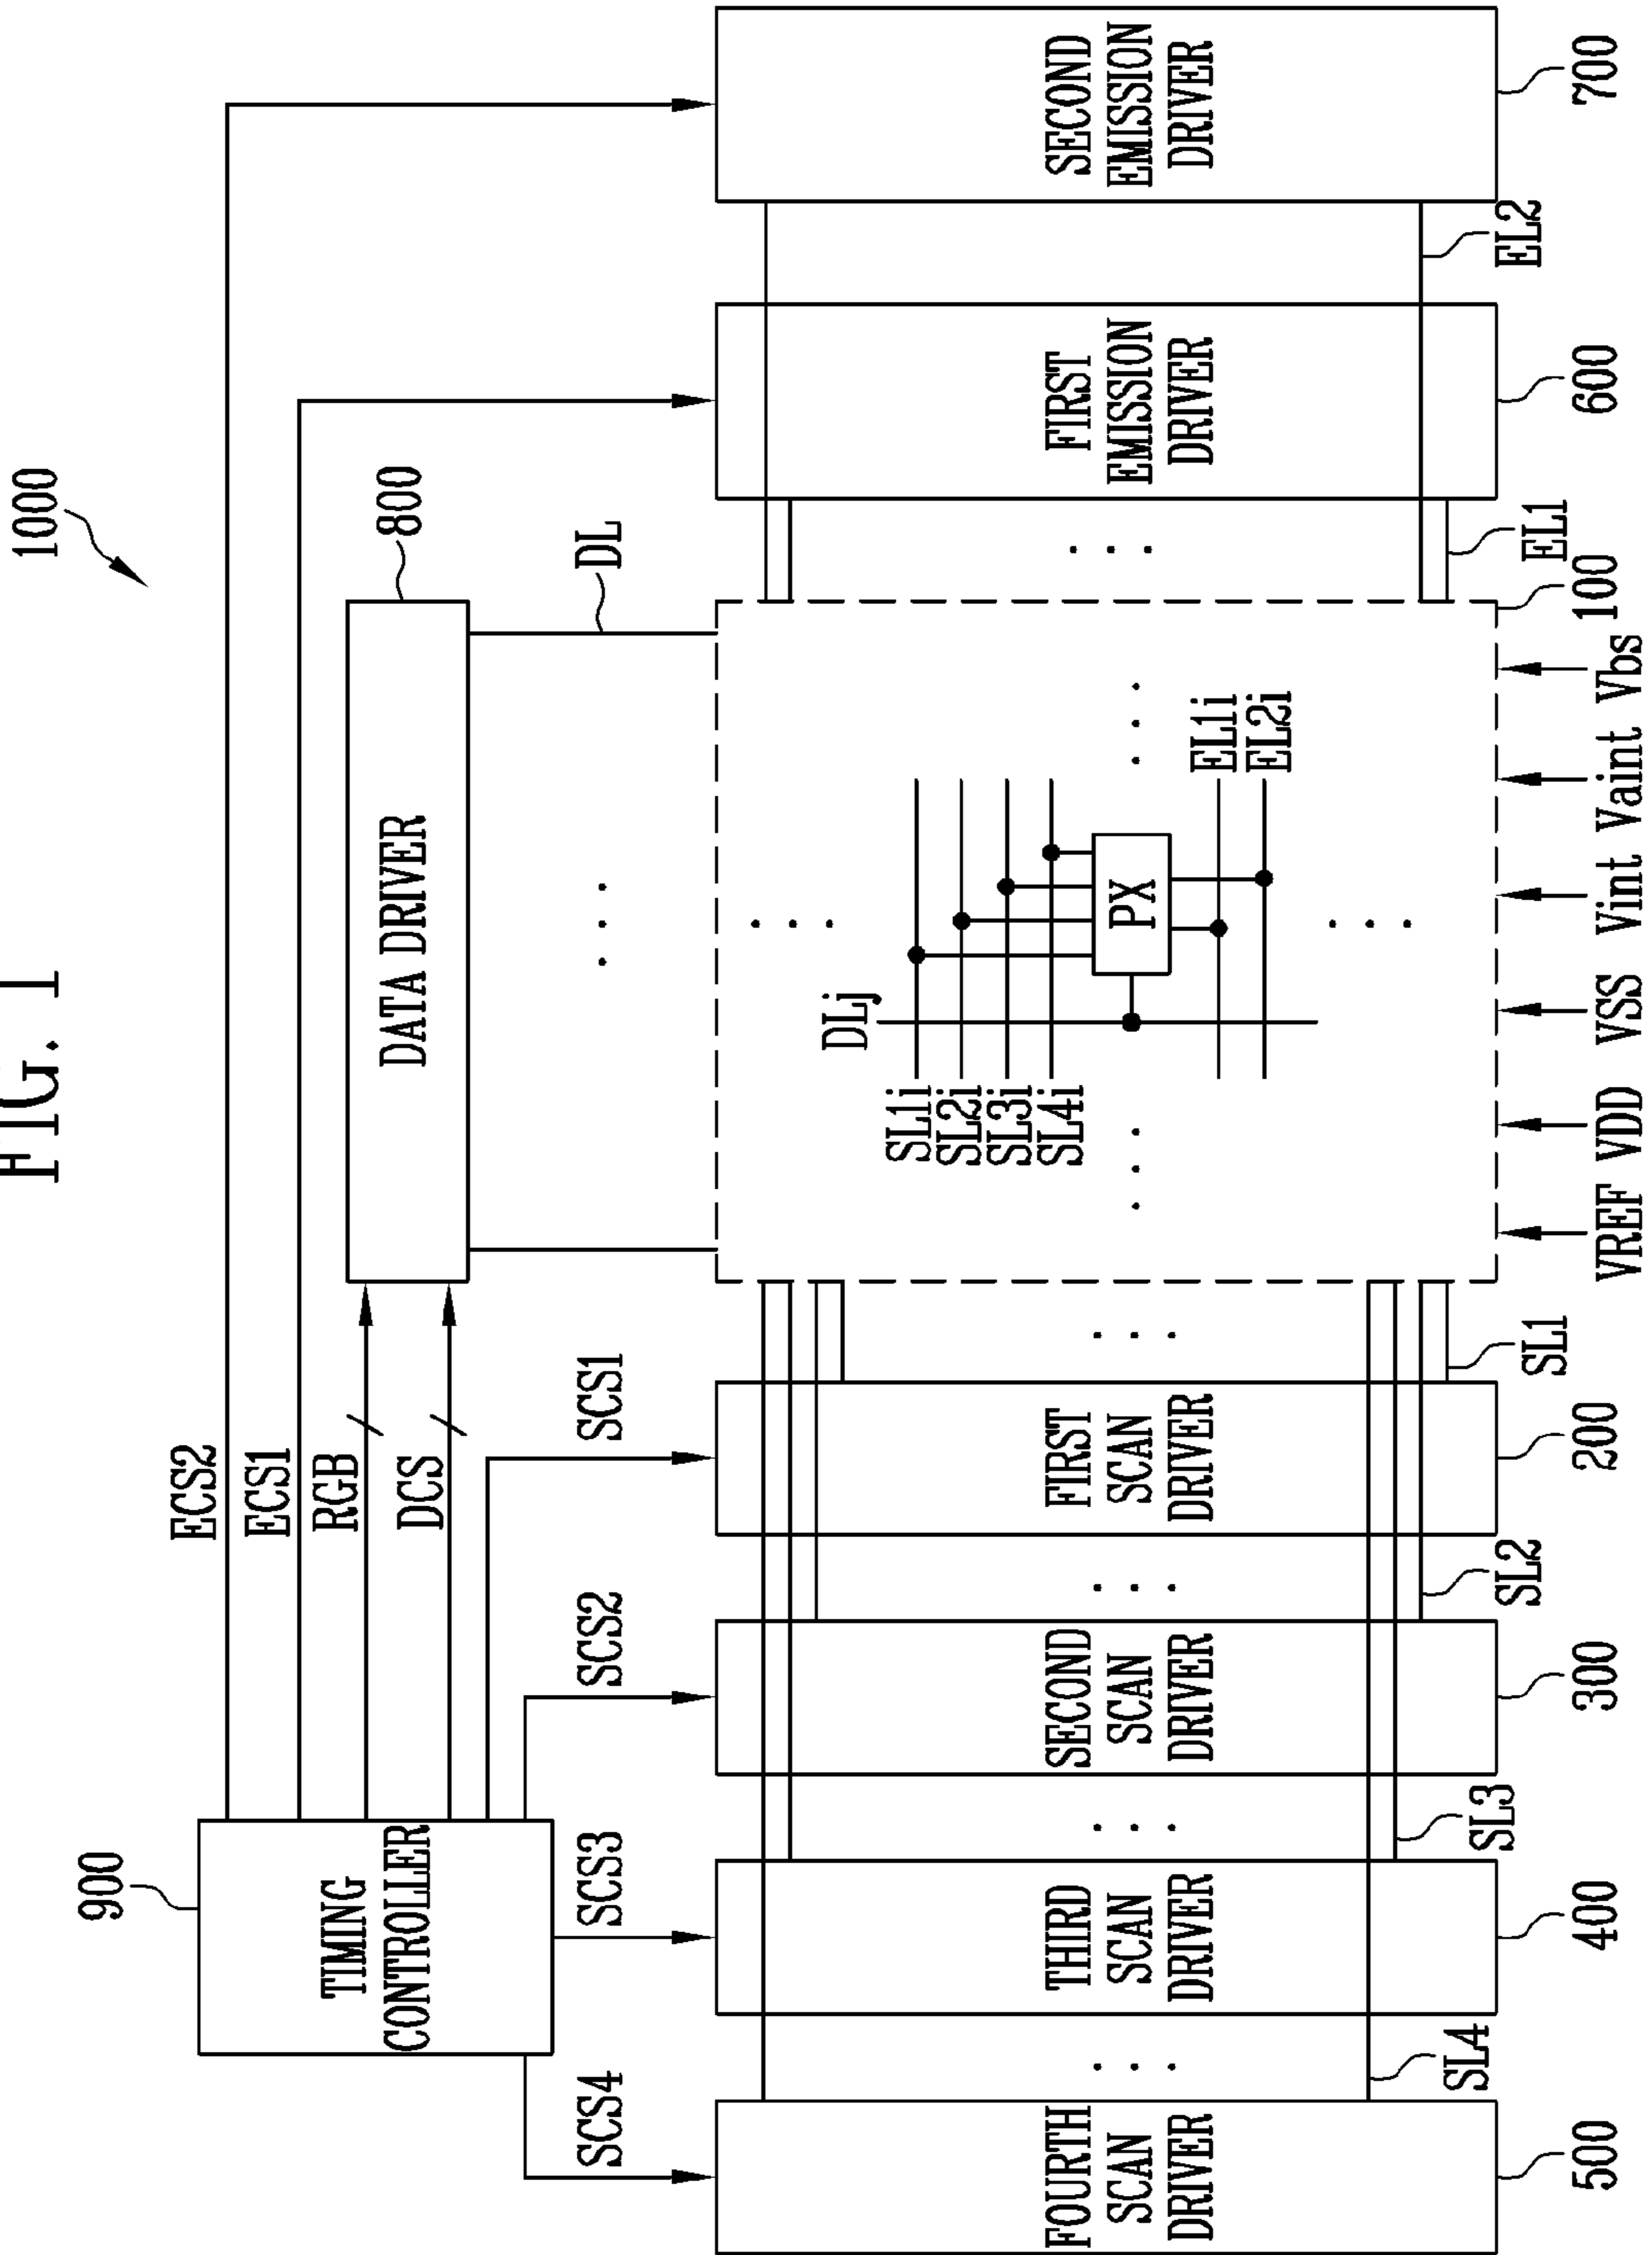 FIG. 1
1000
900
TIMING
CONTROLLER
ECS2
ECS1
RGB
DCS
DATA DRIVER
800
SCS4
SCS3
SCS2
SCS1
DL
FOURTH
SCAN
DRIVER
THIRD
SCAN
DRIVER
SECOND
SCAN
DRIVER
FIRST
SCAN
DRIVER
DLj
SL1i
SL2i
SL3i
SL4i
PX
EL1i
EL2i
FIRST
EMISSION
DRIVER
SECOND
EMISSION
DRIVER
SL4
SL3
SL2
SL1
EL1
EL2
500
400
300
200
100
600
700
VREF VDD VSS Vint Vaint Vbs